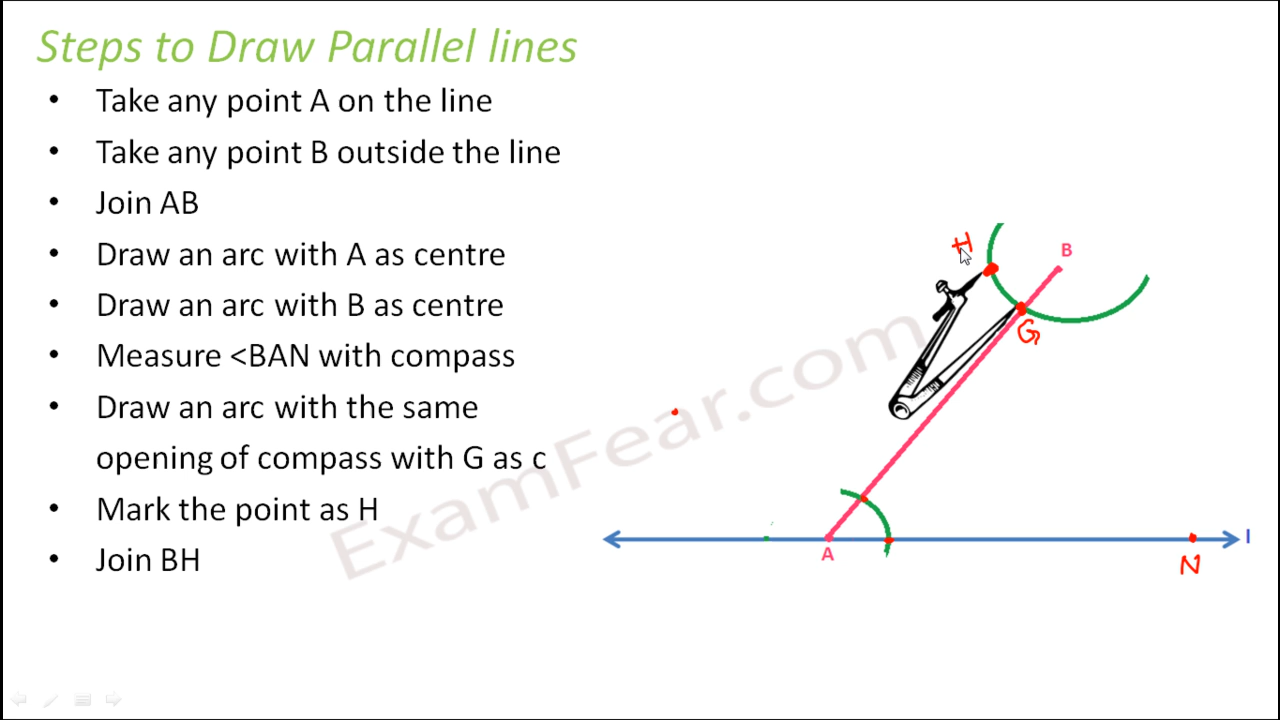 Steps to Draw Parallel lines
• Take any point A on the line
• Take any point B outside the line
• Join AB
• Draw an arc with A as centre
• Draw an arc with B as centre
• Measure <BAN with compass
• Draw an arc with the same
opening of compass with G as c
• Mark the point as H
• Join BH
H
B
G
A
N
l
ExamFear.com